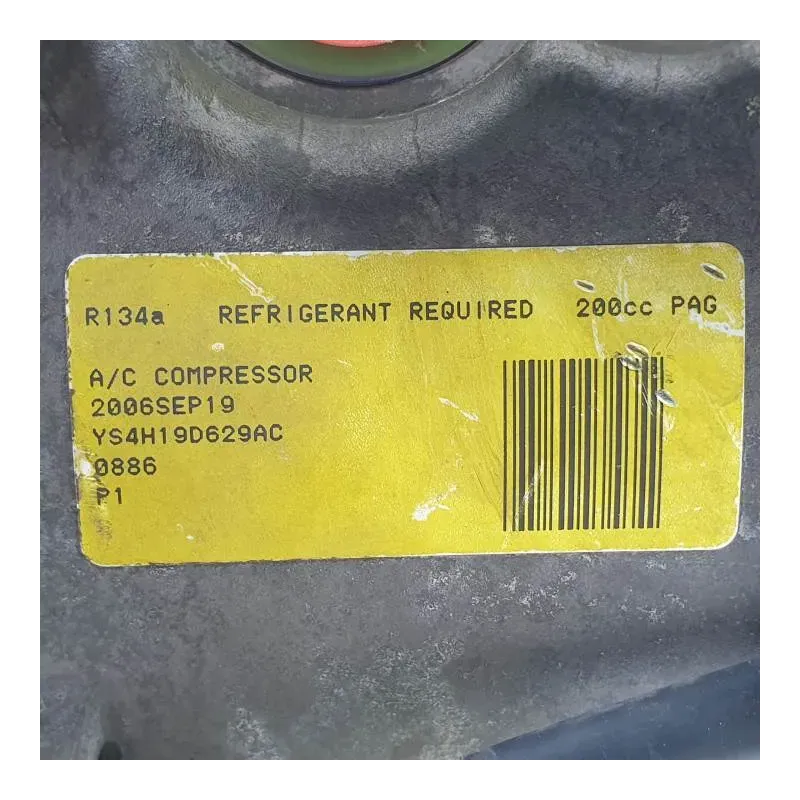 R134a REFRIGERANT REQUIRED 200cc PAG
A/C COMPRESSOR
2006SEP19
YS4H19D629AC
0886
P1